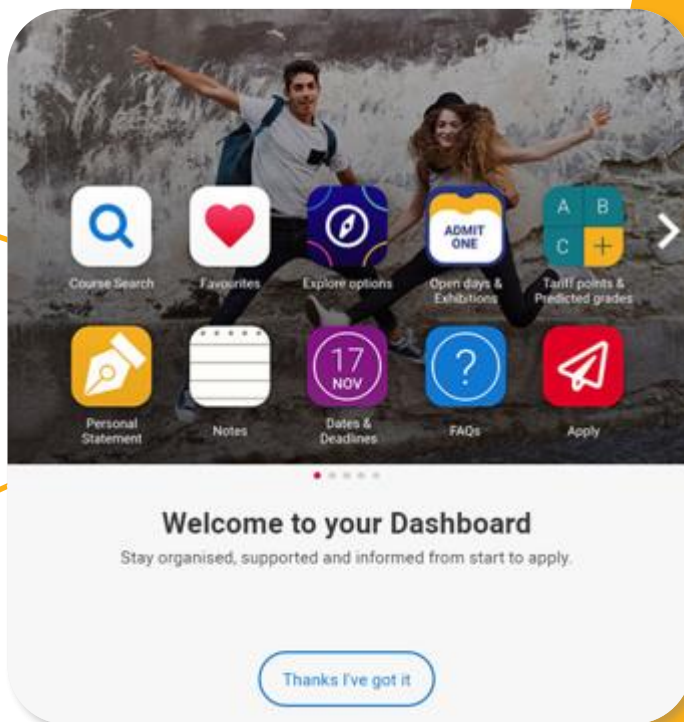 ADMIT
ONE
A B
C +
Course Search
Favourites
Explore options
Open days &
Exhibitions
Tariff points &
Predicted grades
17
NOV
?
Personal
Statement
Notes
Dates &
Deadlines
FAQs
Apply
Welcome to your Dashboard
Stay organised, supported and informed from start to apply.
Thanks I've got it